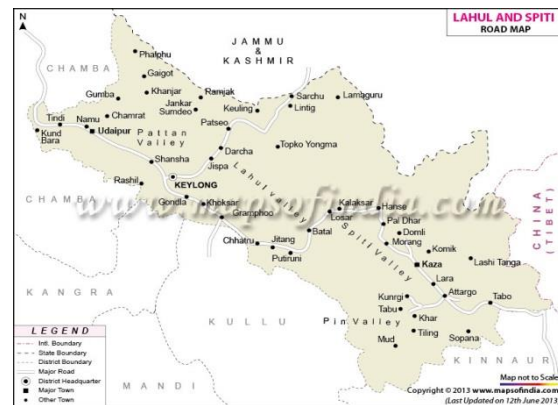 LAHUL AND SPITI
ROAD MAP
N
JAMMU
&
KASHMIR
CHAMBA
Phalphu
Gaigot
Gumba
Khanjar
Ramjak
Jankar
Sumdeo
Keuling
Sarchu
Lintig
Lamaguru
Tindi
Namu
Chamrat
Kund
Bara
Udaipur
Pattan
Valley
Patseo
Darcha
Topko Yongma
Shansha
Jispa
Rashil
KEYLONG
Lahul Valley
CHAMBA
Gondla
Khoksar
Gramphoo
www.mapsofindia.com
Kalaksar
Losar
Hanse
Pai Dhar
Domli
Morang
Batal
Spiti Valley
Chhatru
Jitang
Putiruni
Komik
Kaza
Lashi Tanga
CHINA
(TIBET)
Lara
Attargo
Tabo
KANGRA
KULLU
Kunrgi
Tabu
Khar
Tiling
Pin Valley
Mud
Sopana
KINNAUR
MANDI
LEGEND
Intl. Boundary
State Boundary
District Boundary
Major Road
District Headquarter
Major Town
Other Town
Map not to Scale
Copyright © 2013 www.mapsofindia.com
(Last Updated on 12th June 2013)